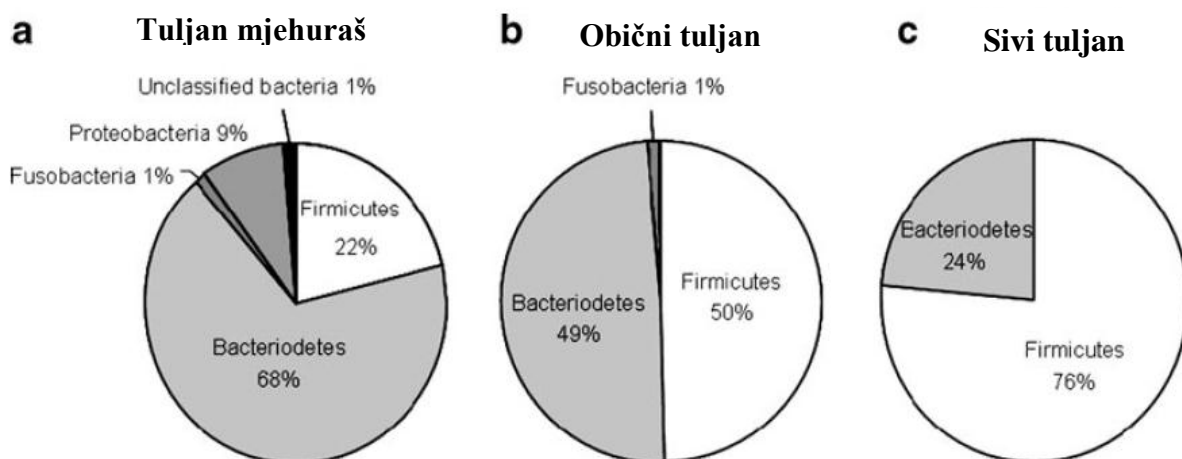 a
Tuljan mjehuraš
Unclassified bacteria 1%
Proteobacteria 9%
Fusobacteria 1%
Firmicutes
22%
Bacteriodetes
68%
b
Obični tuljan
Fusobacteria 1%
Bacteriodetes
49%
Firmicutes
50%
c
Sivi tuljan
Bacteriodetes
24%
Firmicutes
76%